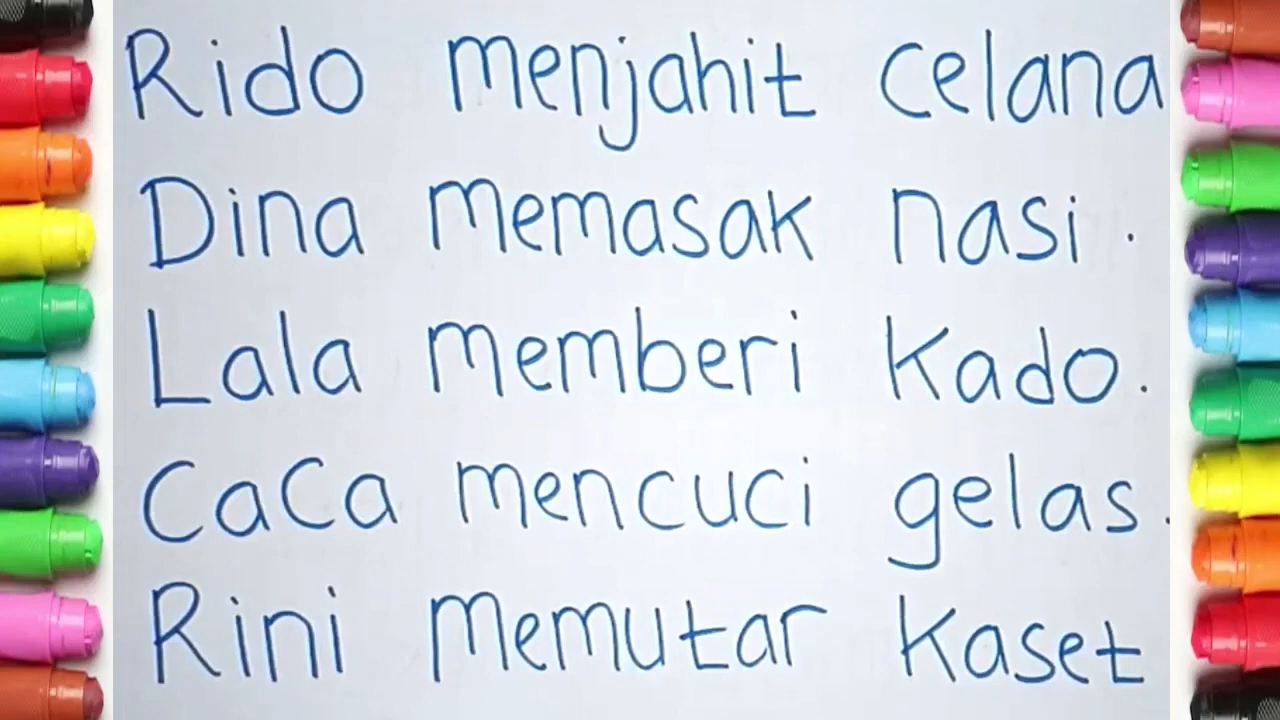 Rido menjahit celana
Dina memasak nasi.
Lala memberi kado.
Caca mencuci gelas.
Rini memutar kaset